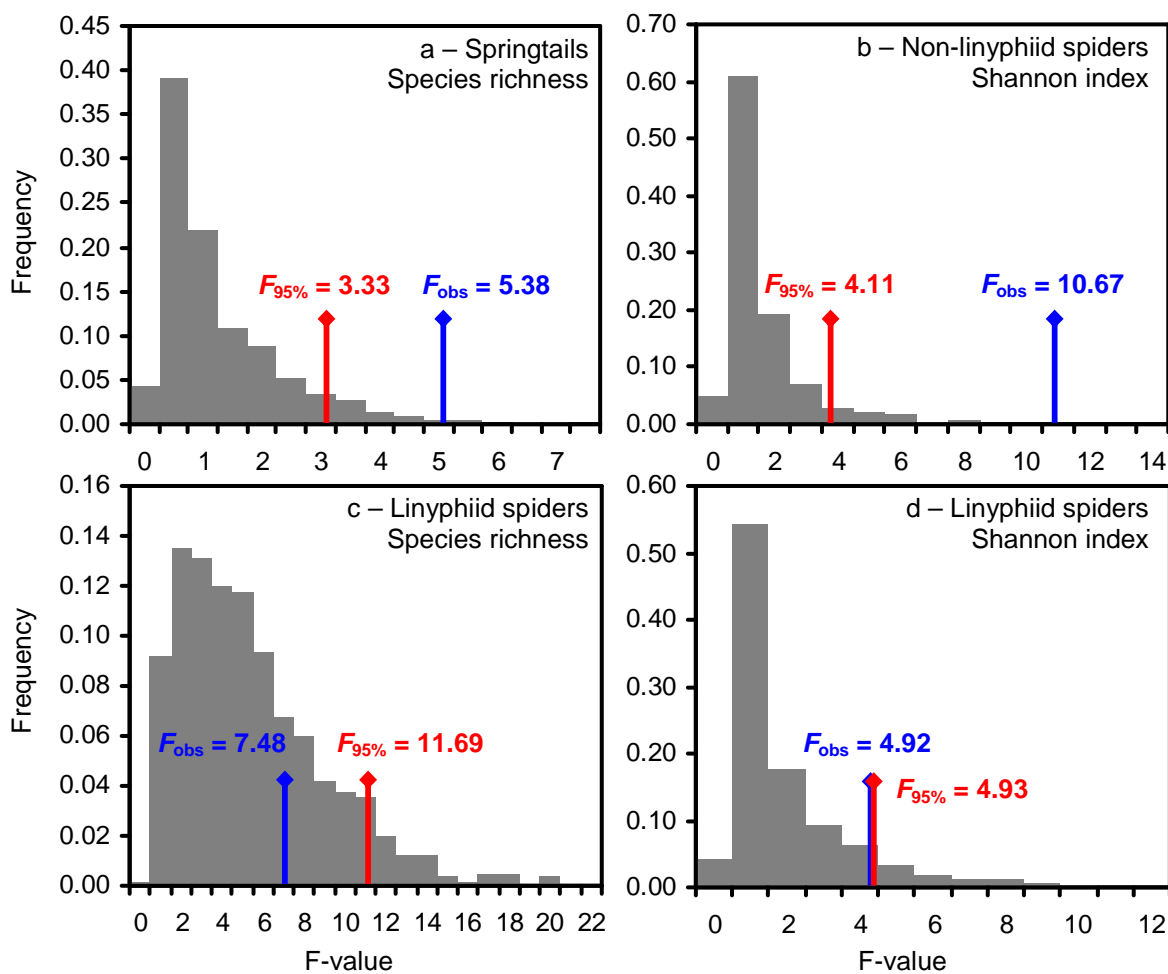 a – Springtails
Species richness
Frequency
0.45
0.40
0.35
0.30
0.25
0.20
0.15
0.10
0.05
0.00
F95% = 3.33
Fobs = 5.38
0 1 2 3 4 5 6 7
b – Non-linyphiid spiders
Shannon index
0.70
0.60
0.50
0.40
0.30
0.20
0.10
0.00
F95% = 4.11
Fobs = 10.67
0 2 4 6 8 10 12 14
c – Linyphiid spiders
Species richness
Frequency
0.16
0.14
0.12
0.10
0.08
0.06
0.04
0.02
0.00
Fobs = 7.48
F95% = 11.69
0 2 4 6 8 10 12 14 16 18 20 22
F-value
d – Linyphiid spiders
Shannon index
0.60
0.50
0.40
0.30
0.20
0.10
0.00
Fobs = 4.92
F95% = 4.93
0 2 4 6 8 10 12
F-value